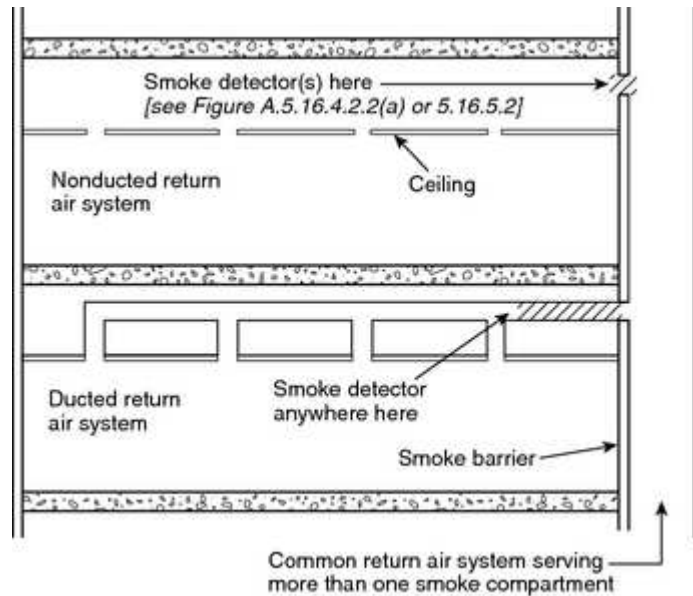 Smoke detector(s) here
[see Figure A.5.16.4.2.2(a) or 5.16.5.2]
Ceiling
Nonducted return
air system
Smoke detector
anywhere here
Ducted return
air system
Smoke barrier
Common return air system serving
more than one smoke compartment